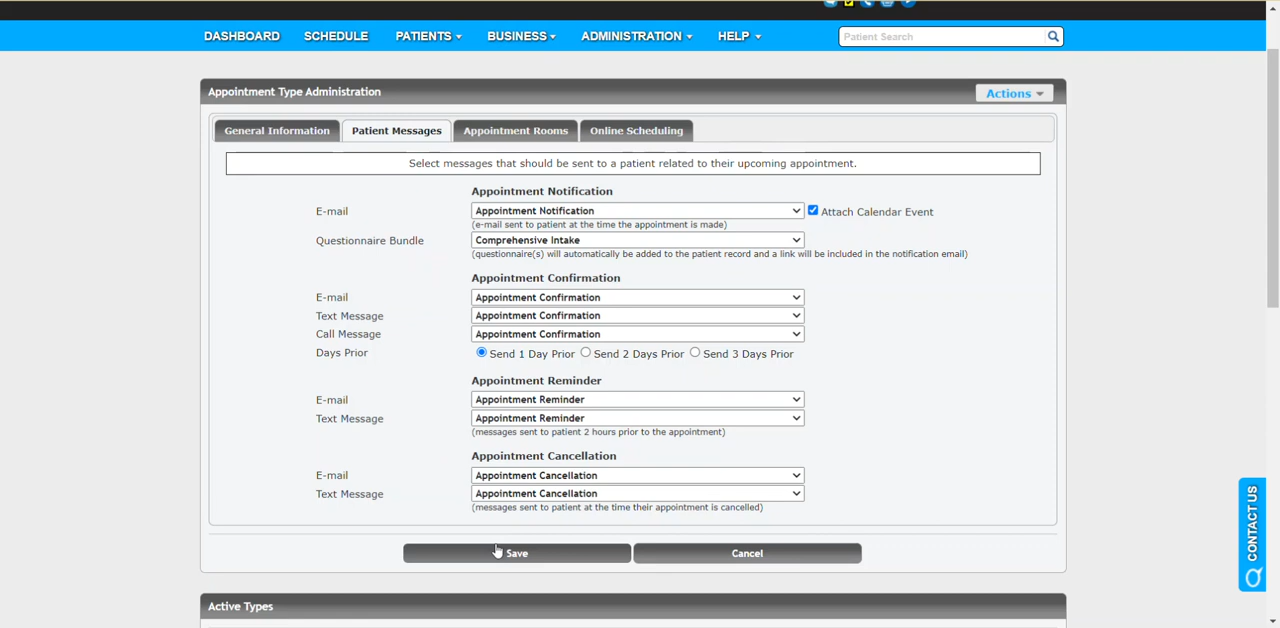 DASHBOARD SCHEDULE PATIENTS BUSINESS ADMINISTRATION HELP Patient Search
Appointment Type Administration Actions
General Information Patient Messages Appointment Rooms Online Scheduling
Select messages that should be sent to a patient related to their upcoming appointment.
Appointment Notification
E-mail Appointment Notification Attach Calendar Event
(e-mail sent to patient at the time the appointment is made)
Questionnaire Bundle Comprehensive Intake
(questionnaire(s) will automatically be added to the patient record and a link will be included in the notification email)
Appointment Confirmation
E-mail Appointment Confirmation
Text Message Appointment Confirmation
Call Message Appointment Confirmation
Days Prior Send 1 Day Prior Send 2 Days Prior Send 3 Days Prior
Appointment Reminder
E-mail Appointment Reminder
Text Message Appointment Reminder
(messages sent to patient 2 hours prior to the appointment)
Appointment Cancellation
E-mail Appointment Cancellation
Text Message Appointment Cancellation
(messages sent to patient at the time their appointment is cancelled)
Save Cancel
CONTACT US
Active Types